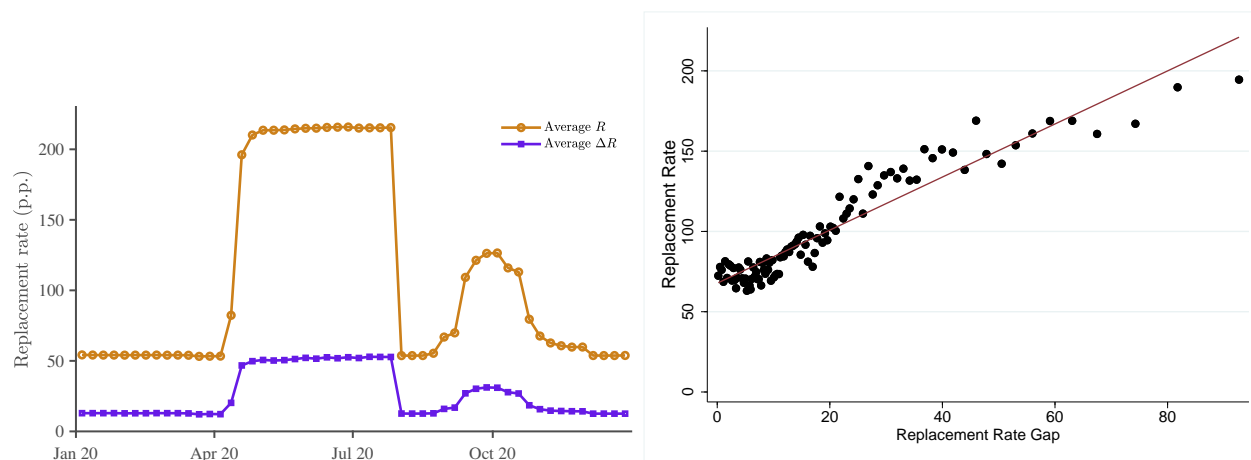 Replacement rate (p.p.)
200
150
100
50
0
Jan 20
Apr 20
Jul 20
Oct 20
Average R
Average ΔR
Replacement Rate
200
150
100
50
0
0
20
40
60
80
Replacement Rate Gap